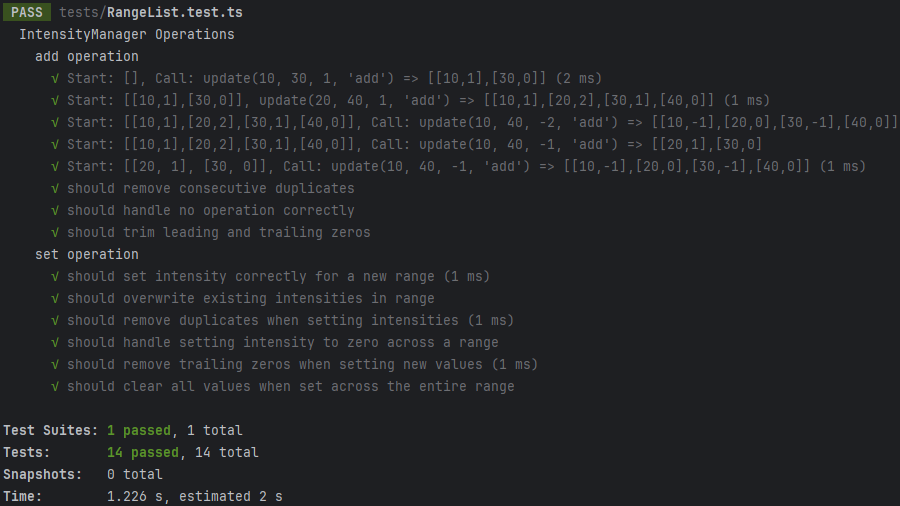 PASS tests/RangeList.test.ts
IntensityManager Operations
add operation
√ Start: [], Call: update(10, 30, 1, 'add') => [[10,1],[30,0]] (2 ms)
√ Start: [[10,1],[30,0]], update(20, 40, 1, 'add') => [[10,1],[20,2],[30,1],[40,0]] (1 ms)
√ Start: [[10,1],[20,2],[30,1],[40,0]], Call: update(10, 40, -2, 'add') => [[10,-1],[20,0],[30,-1],[40,0]]
√ Start: [[10,1],[20,2],[30,1],[40,0]], Call: update(10, 40, -1, 'add') => [[20,1],[30,0]
√ Start: [[20, 1], [30, 0]], Call: update(10, 40, -1, 'add') => [[10,-1],[20,0],[30,-1],[40,0]] (1 ms)
√ should remove consecutive duplicates
√ should handle no operation correctly
√ should trim leading and trailing zeros
set operation
√ should set intensity correctly for a new range (1 ms)
√ should overwrite existing intensities in range
√ should remove duplicates when setting intensities (1 ms)
√ should handle setting intensity to zero across a range
√ should remove trailing zeros when setting new values (1 ms)
√ should clear all values when set across the entire range
Test Suites: 1 passed, 1 total
Tests: 14 passed, 14 total
Snapshots: 0 total
Time: 1.226 s, estimated 2 s